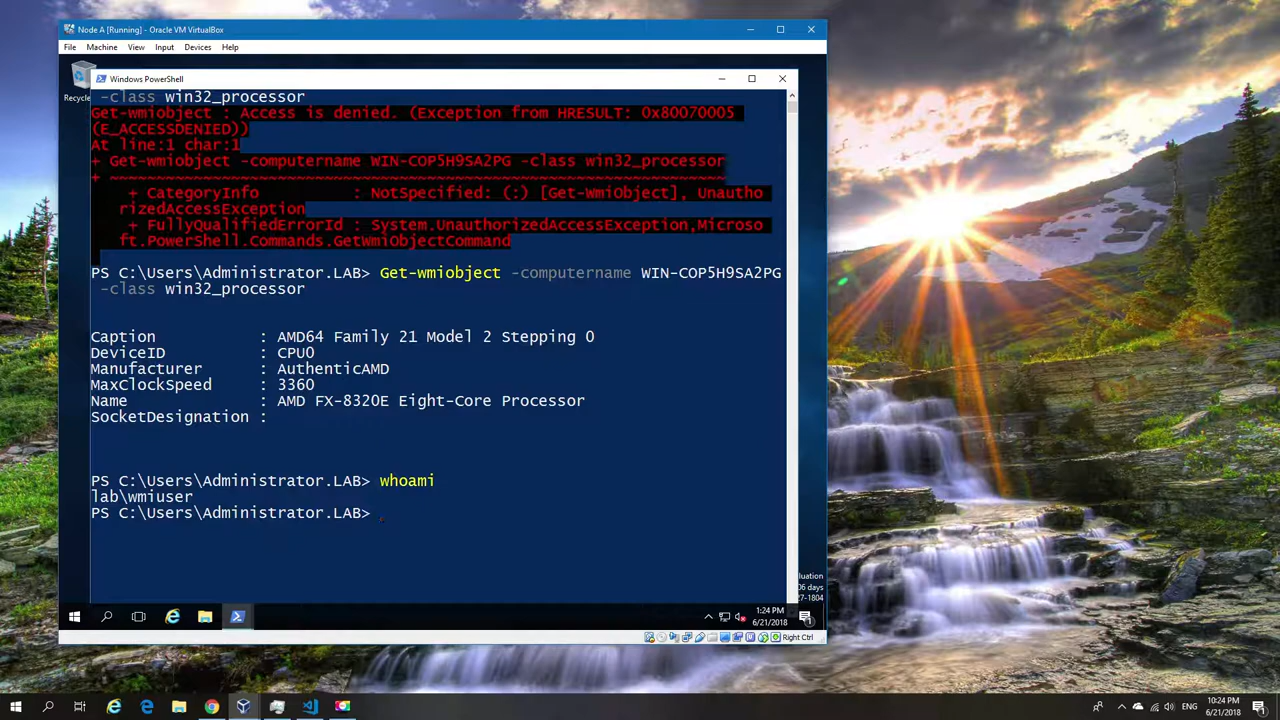 Node A [Running] - Oracle VM VirtualBox
File Machine View Input Devices Help
Recycle
Windows PowerShell
-class win32_processor
Get-wmiobject : Access is denied. (Exception from HRESULT: 0x80070005
(E_ACCESSDENIED))
At line:1 char:1
+ Get-wmiobject -computername WIN-COP5H9SA2PG -class win32_processor
+ ~~~~~~~~~~~~~~~~~~~~~~~~~~~~~~~~~~~~~~~~~~~~~~~~~~~~~~~~~~~~~~~~~~
+ CategoryInfo : NotSpecified: (:) [Get-WmiObject], Unautho
rizedAccessException
+ FullyQualifiedErrorId : System.UnauthorizedAccessException,Microso
ft.PowerShell.Commands.GetWmiObjectCommand
PS C:\Users\Administrator.LAB> Get-wmiobject -computername WIN-COP5H9SA2PG
-class win32_processor
Caption : AMD64 Family 21 Model 2 Stepping 0
DeviceID : CPU0
Manufacturer : AuthenticAMD
MaxClockSpeed : 3360
Name : AMD FX-8320E Eight-Core Processor
SocketDesignation :
PS C:\Users\Administrator.LAB> whoami
lab\wmiuser
PS C:\Users\Administrator.LAB>
luation
06 days
27-1804
1:24 PM
6/21/2018
Right Ctrl
ENG
10:24 PM
6/21/2018